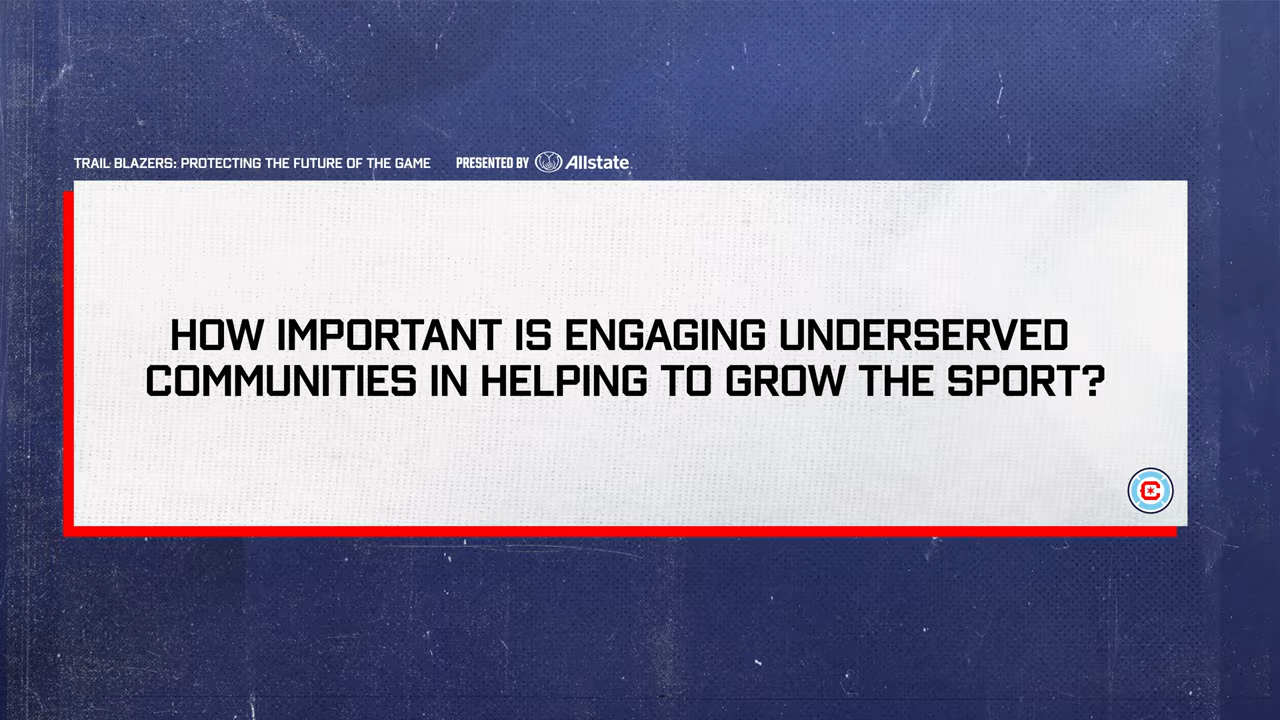 TRAIL BLAZERS: PROTECTING THE FUTURE OF THE GAME PRESENTED BY Allstate
HOW IMPORTANT IS ENGAGING UNDERSERVED
COMMUNITIES IN HELPING TO GROW THE SPORT?
C